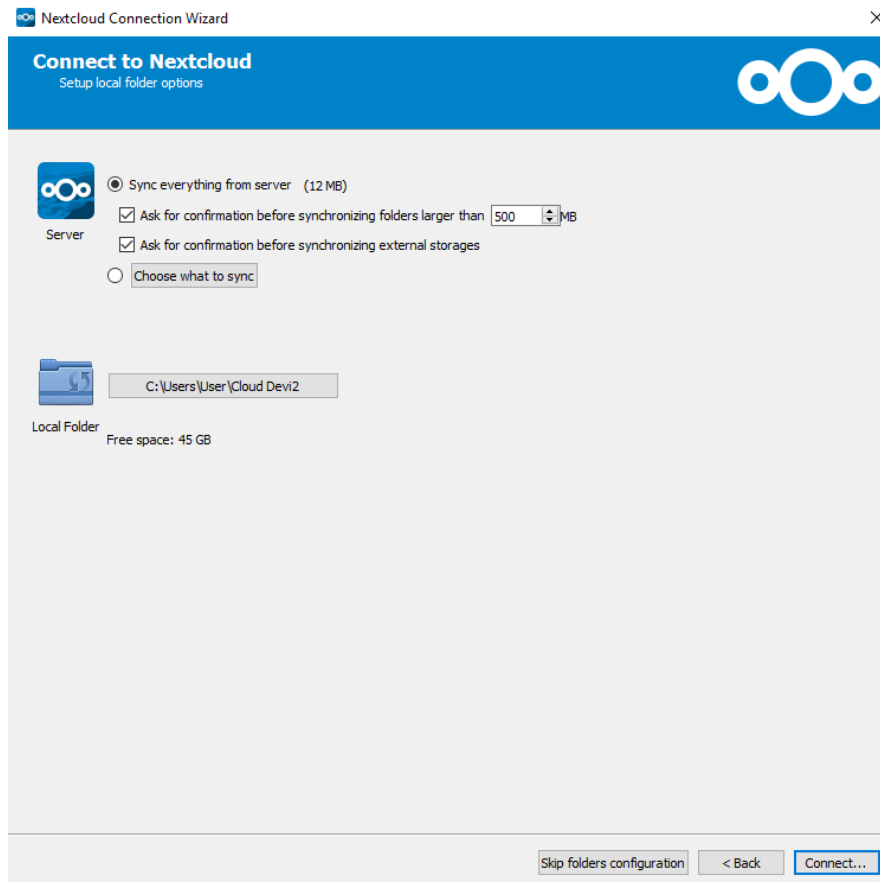 Nextcloud Connection Wizard
Connect to Nextcloud
Setup local folder options
Sync everything from server (12 MB)
Ask for confirmation before synchronizing folders larger than 500 MB
Server
Ask for confirmation before synchronizing external storages
Choose what to sync
C:\Users\User\Cloud Devi2
Local Folder
Free space: 45 GB
Skip folders configuration < Back Connect...